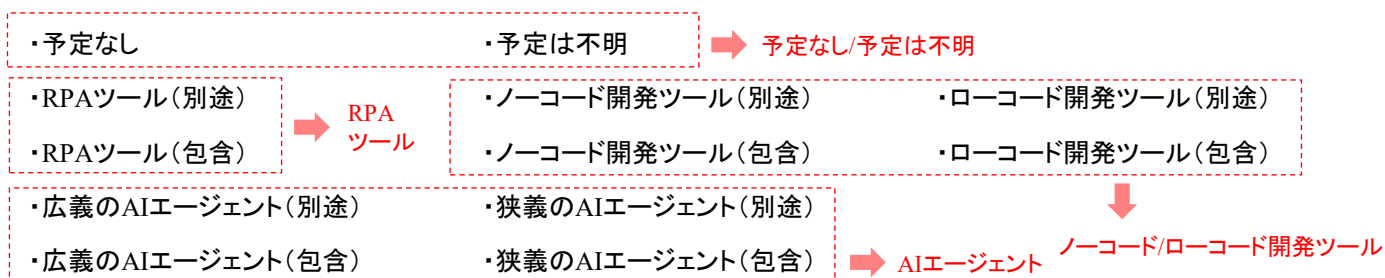 ・予定なし ・予定は不明 予定なし/予定は不明
・RPAツール（別途） RPA ・ノーコード開発ツール（別途） ・ローコード開発ツール（別途）
・RPAツール（包含） ツール ・ノーコード開発ツール（包含） ・ローコード開発ツール（包含）
・広義のAIエージェント（別途） ・狭義のAIエージェント（別途）
・広義のAIエージェント（包含） ・狭義のAIエージェント（包含） AIエージェント ノーコード/ローコード開発ツール